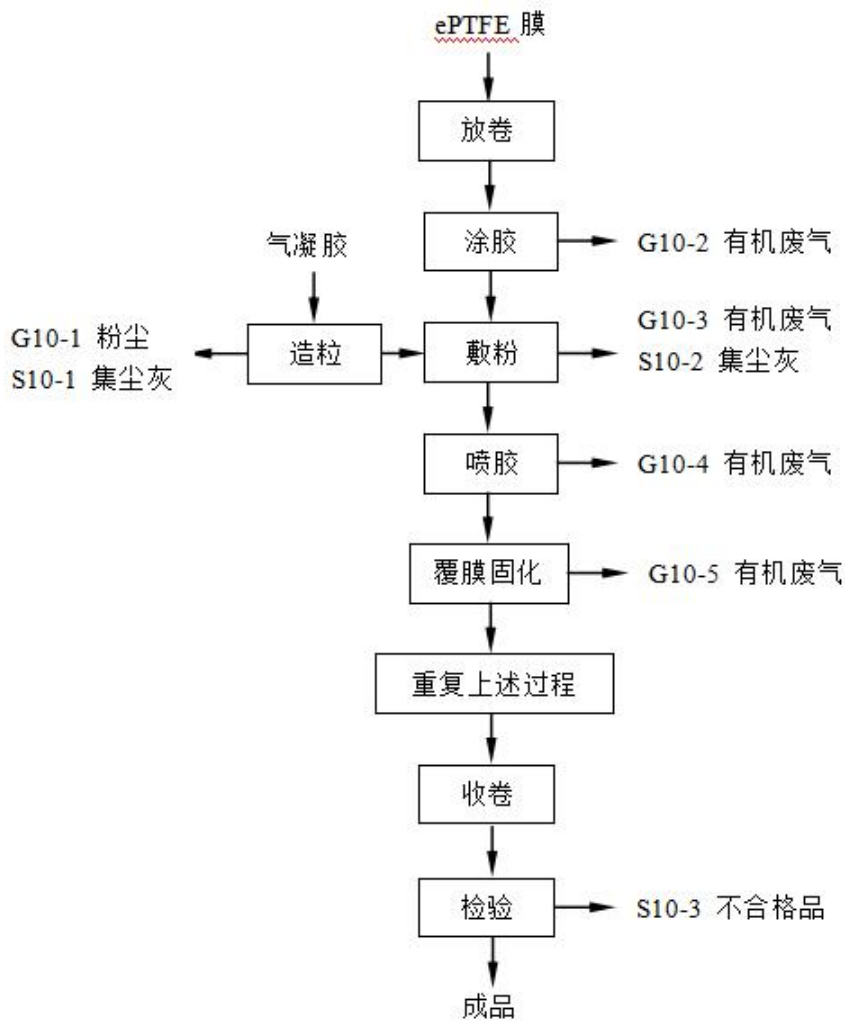 ePTFE 膜
放卷
涂胶
G10-2 有机废气
气凝胶
G10-1 粉尘
S10-1 集尘灰
造粒
敷粉
G10-3 有机废气
S10-2 集尘灰
喷胶
G10-4 有机废气
覆膜固化
G10-5 有机废气
重复上述过程
收卷
检验
S10-3 不合格品
成品